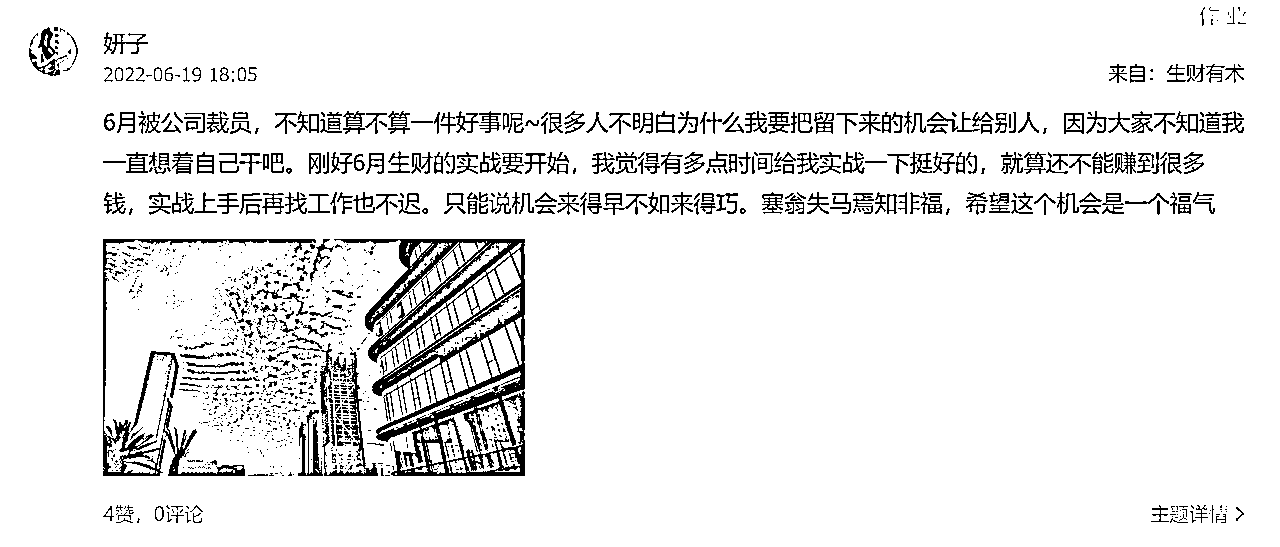 作业
妍子
2022-06-19 18:05
来自：生财有术
6月被公司裁员，不知道算不算一件好事呢~很多人不明白为什么我要把留下来的机会让给别人，因为大家不知道我
一直想着自己干吧。刚好6月生财的实战要开始，我觉得有多点时间给我实战一下挺好的，就算还不能赚到很多
钱，实战上手后再找工作也不迟。只能说机会来得早不如来得巧。塞翁失马焉知非福，希望这个机会是一个福气
4赞，0评论
主题详情 >